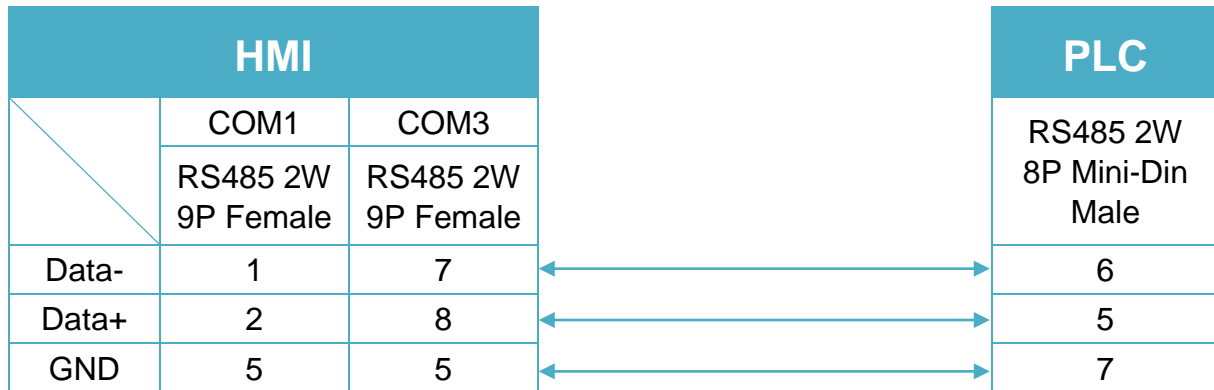 HMI PLC
COM1 COM3
RS485 2W
9P Female
RS485 2W
9P Female
RS485 2W
8P Mini-Din
Male
Data- 1 7 6
Data+ 2 8 5
GND 5 5 7